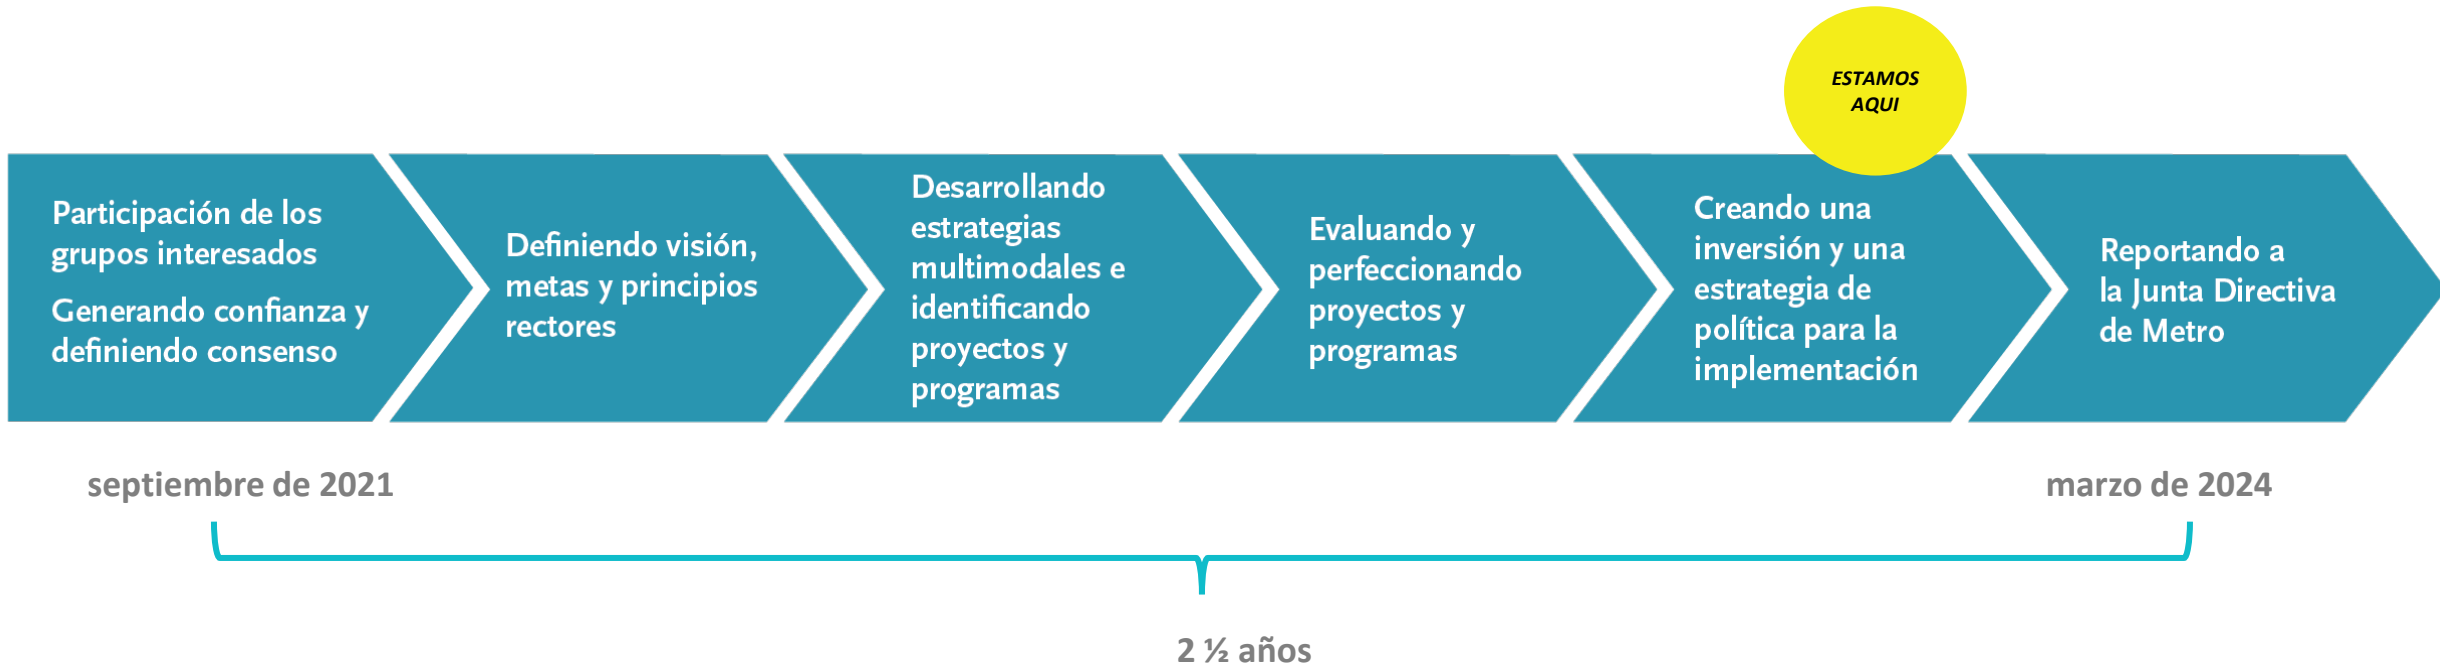 ESTAMOS
AQUI
Participación de los
grupos interesados
Generando confianza y
definiendo consenso
Definiendo visión,
metas y principios
rectores
Desarrollando
estrategias
multimodales e
identificando
proyectos y
programas
Evaluando y
perfeccionando
proyectos y
programas
Creando una
inversión y una
estrategia de
política para la
implementación
Reportando a
la Junta Directiva
de Metro
septiembre de 2021
marzo de 2024
2 ½ años